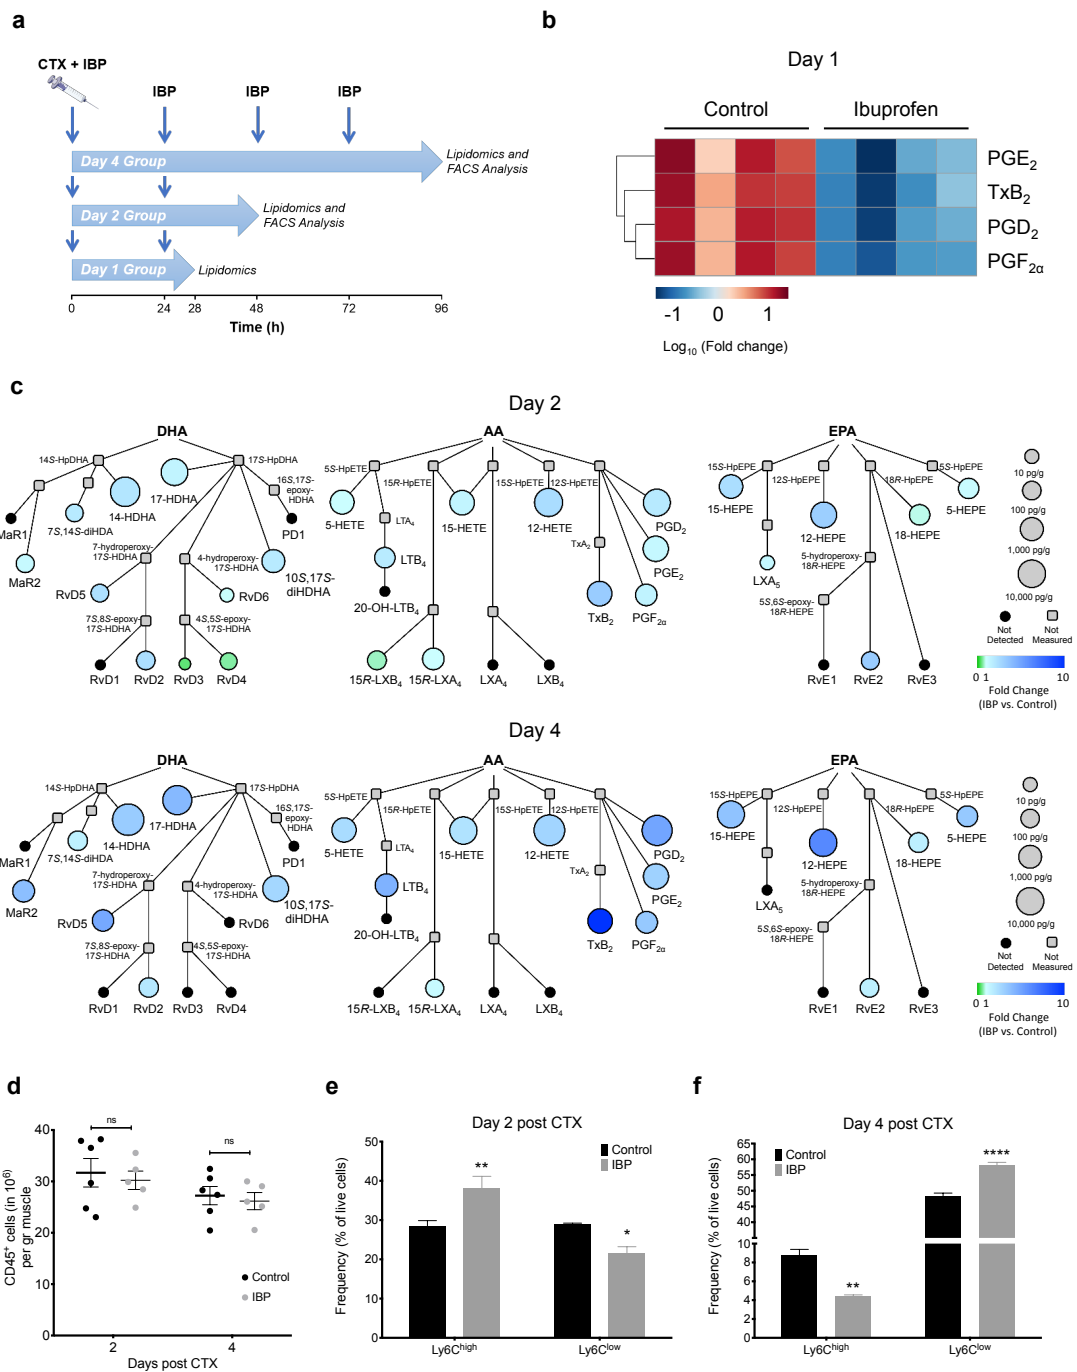 a
CTX + IBP
IBP
IBP
IBP
Day 4 Group
Lipidomics and
FACS Analysis
Day 2 Group
Lipidomics and
FACS Analysis
Day 1 Group
Lipidomics
0
24
28
48
72
96
Time (h)
b
Day 1
Control
Ibuprofen
PGE2
TxB2
PGD2
PGF2α
-1
0
1
Log10 (Fold change)
c
Day 2
DHA
14S-HpDHA
17S-HpDHA
16S,17S-
epoxy-
HDHA
17-HDHA
14-HDHA
MaR1
7S,14S-diHDA
PD1
MaR2
7-hydroperoxy-
17S-HDHA
4-hydroperoxy-
17S-HDHA
10S,17S-
diHDHA
RvD5
RvD6
7S,8S-epoxy-
17S-HDHA
4S,5S-epoxy-
17S-HDHA
RvD1
RvD2
RvD3
RvD4
AA
5S-HpETE
15R-HpETE
15S-HpETE
12S-HpETE
5-HETE
LTA4
15-HETE
12-HETE
PGD2
LTB4
TxA2
PGE2
20-OH-LTB4
TxB2
PGF2α
15R-LXB4
15R-LXA4
LXA4
LXB4
EPA
15S-HpEPE
12S-HpEPE
18R-HpEPE
5S-HpEPE
15-HEPE
12-HEPE
18-HEPE
5-HEPE
LXA5
5-hydroperoxy-
18R-HEPE
5S,6S-epoxy-
18R-HEPE
RvE1
RvE2
RvE3
10 pg/g
100 pg/g
1,000 pg/g
10,000 pg/g
Not
Detected
Not
Measured
0 1
10
Fold Change
(IBP vs. Control)
Day 4
DHA
14S-HpDHA
17S-HpDHA
16S,17S-
epoxy-
HDHA
17-HDHA
14-HDHA
MaR1
7S,14S-diHDA
PD1
MaR2
7-hydroperoxy-
17S-HDHA
4-hydroperoxy-
17S-HDHA
10S,17S-
diHDHA
RvD5
RvD6
7S,8S-epoxy-
17S-HDHA
4S,5S-epoxy-
17S-HDHA
RvD1
RvD2
RvD3
RvD4
AA
5S-HpETE
15R-HpETE
15S-HpETE
12S-HpETE
5-HETE
LTA4
15-HETE
12-HETE
PGD2
LTB4
TxA2
PGE2
20-OH-LTB4
TxB2
PGF2α
15R-LXB4
15R-LXA4
LXA4
LXB4
EPA
15S-HpEPE
12S-HpEPE
18R-HpEPE
5S-HpEPE
15-HEPE
12-HEPE
18-HEPE
5-HEPE
LXA5
5-hydroperoxy-
18R-HEPE
5S,6S-epoxy-
18R-HEPE
RvE1
RvE2
RvE3
10 pg/g
100 pg/g
1,000 pg/g
10,000 pg/g
Not
Detected
Not
Measured
0 1
10
Fold Change
(IBP vs. Control)
d
CD45+ cells (in 10^6)
per gr muscle
40
30
20
10
0
ns
ns
Control
IBP
2
4
Days post CTX
e
Day 2 post CTX
Frequency (% of live cells)
50
40
30
20
10
0
Control
IBP
**
*
Ly6Chigh
Ly6Clow
f
Day 4 post CTX
Frequency (% of live cells)
65
60
55
50
45
40
10
8
6
4
2
0
Control
IBP
**
****
Ly6Chigh
Ly6Clow